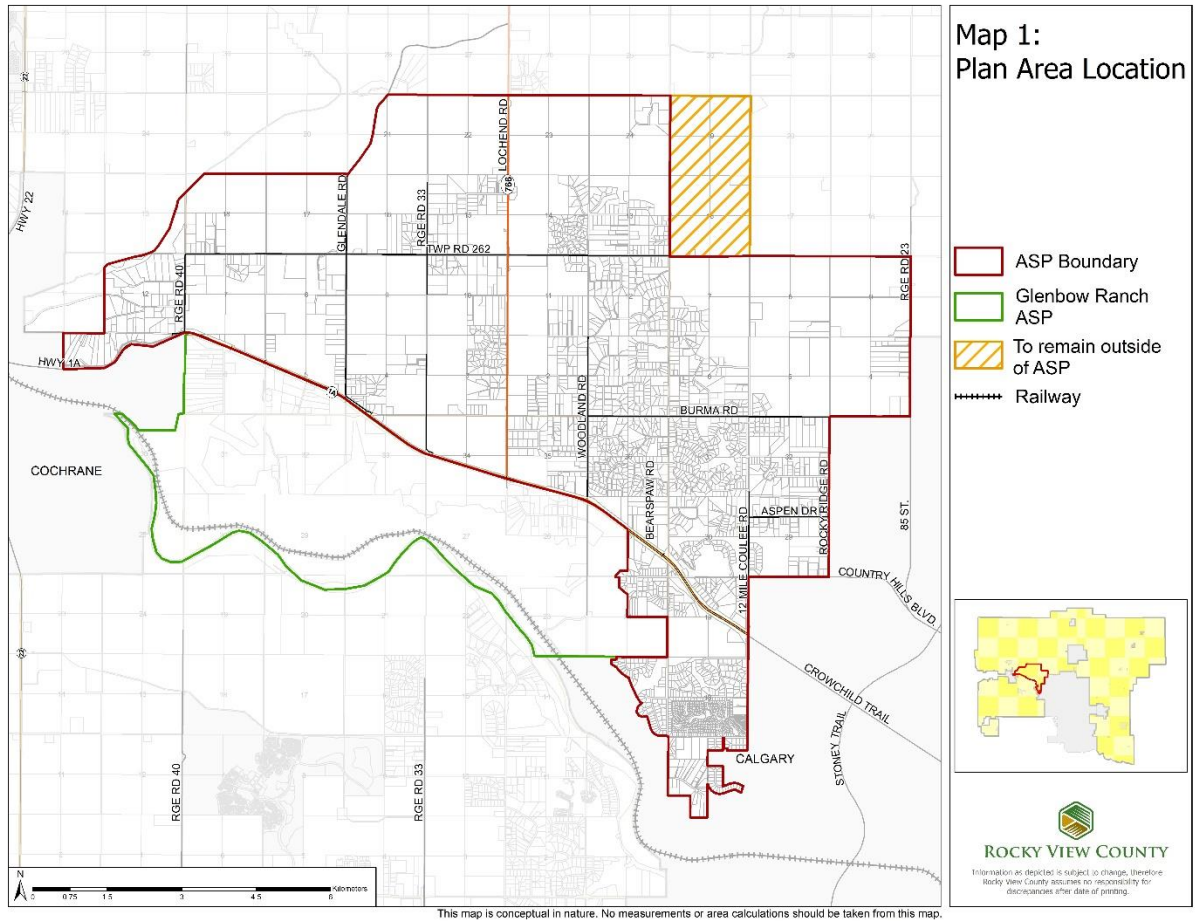 Map 1:
Plan Area Location
ASP Boundary
Glenbow Ranch
ASP
To remain outside
of ASP
Railway
HWY 22
LOCHEND RD
766
GLENDALE RD
RGE RD 33
TWP RD 262
RGE RD 40
RGE RD 23
HWY 1A
1A
BURMA RD
WOODLAND RD
BEARSPAW RD
COCHRANE
ASPEN DR
ROCKY RIDGE RD
85 ST.
12 MILE COULEE RD
COUNTRY HILLS BLVD.
22
CROWCHILD TRAIL
STONEY TRAIL
CALGARY
RGE RD 40
RGE RD 33
N
Kilometers
0 0.75 1.5 3 4.5 6
ROCKY VIEW COUNTY
Information as depicted is subject to change, therefore
Rocky View County assumes no responsibility for
discrepancies after date of printing.
This map is conceptual in nature. No measurements or area calculations should be taken from this map.